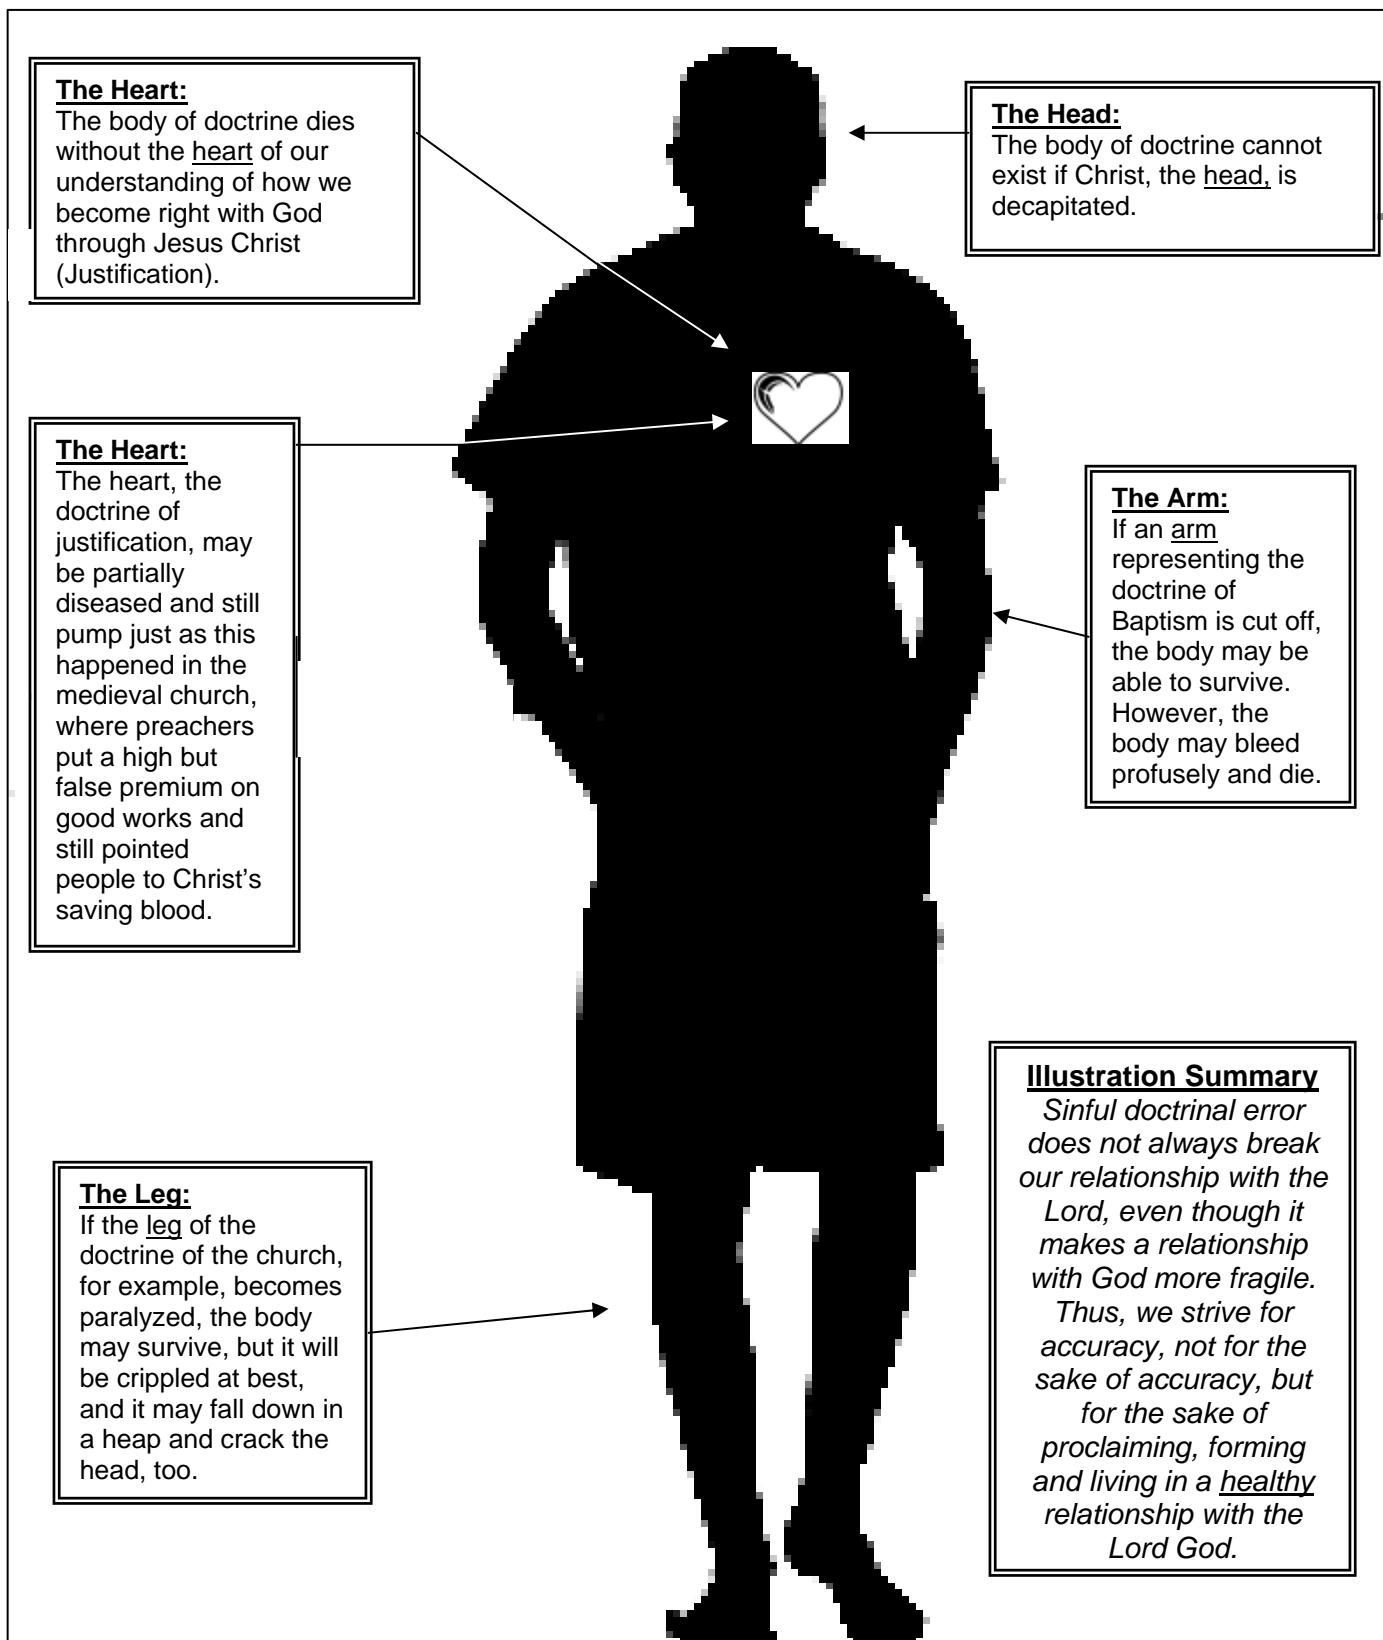 The Heart:
The body of doctrine dies
without the heart of our
understanding of how we
become right with God
through Jesus Christ
(Justification).
The Head:
The body of doctrine cannot
exist if Christ, the head, is
decapitated.
The Heart:
The heart, the
doctrine of
justification, may
be partially
diseased and still
pump just as this
happened in the
medieval church,
where preachers
put a high but
false premium on
good works and
still pointed
people to Christ’s
saving blood.
The Arm:
If an arm
representing the
doctrine of
Baptism is cut off,
the body may be
able to survive.
However, the
body may bleed
profusely and die.
The Leg:
If the leg of the
doctrine of the church,
for example, becomes
paralyzed, the body
may survive, but it will
be crippled at best,
and it may fall down in
a heap and crack the
head, too.
Illustration Summary
Sinful doctrinal error
does not always break
our relationship with the
Lord, even though it
makes a relationship
with God more fragile.
Thus, we strive for
accuracy, not for the
sake of accuracy, but
for the sake of
proclaiming, forming
and living in a healthy
relationship with the
Lord God.